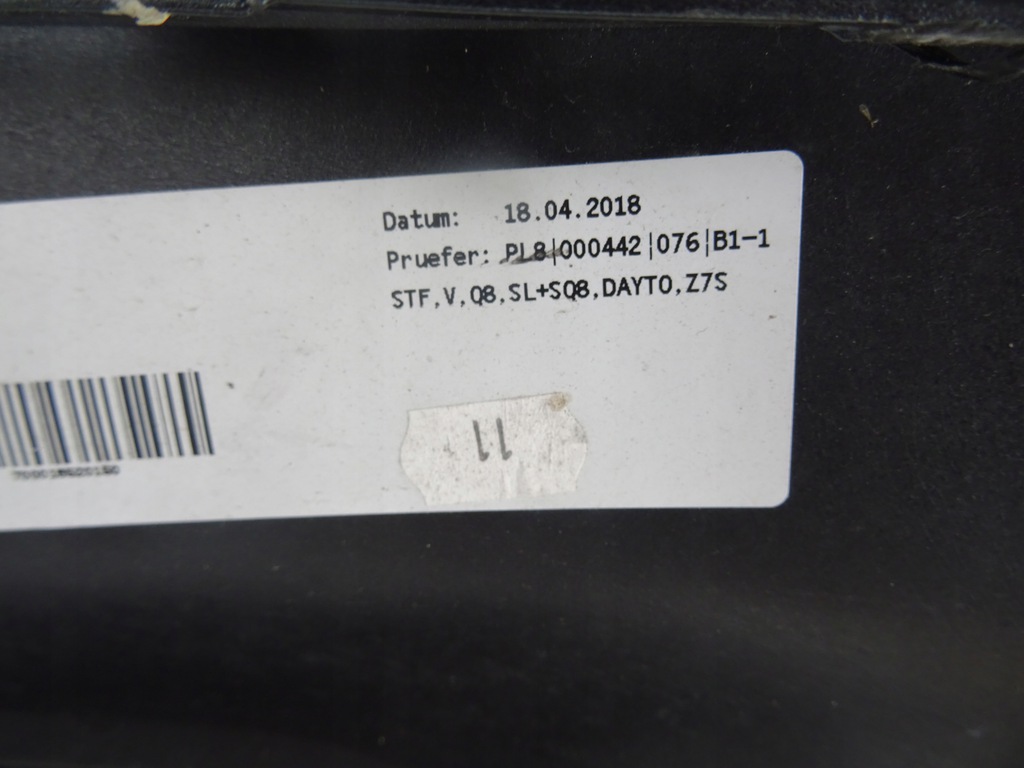 Datum: 18.04.2018
Pruefer: PL8|000442|076|B1-1
STF,V,Q8,SL+SQ8,DAYTO,Z7S
11